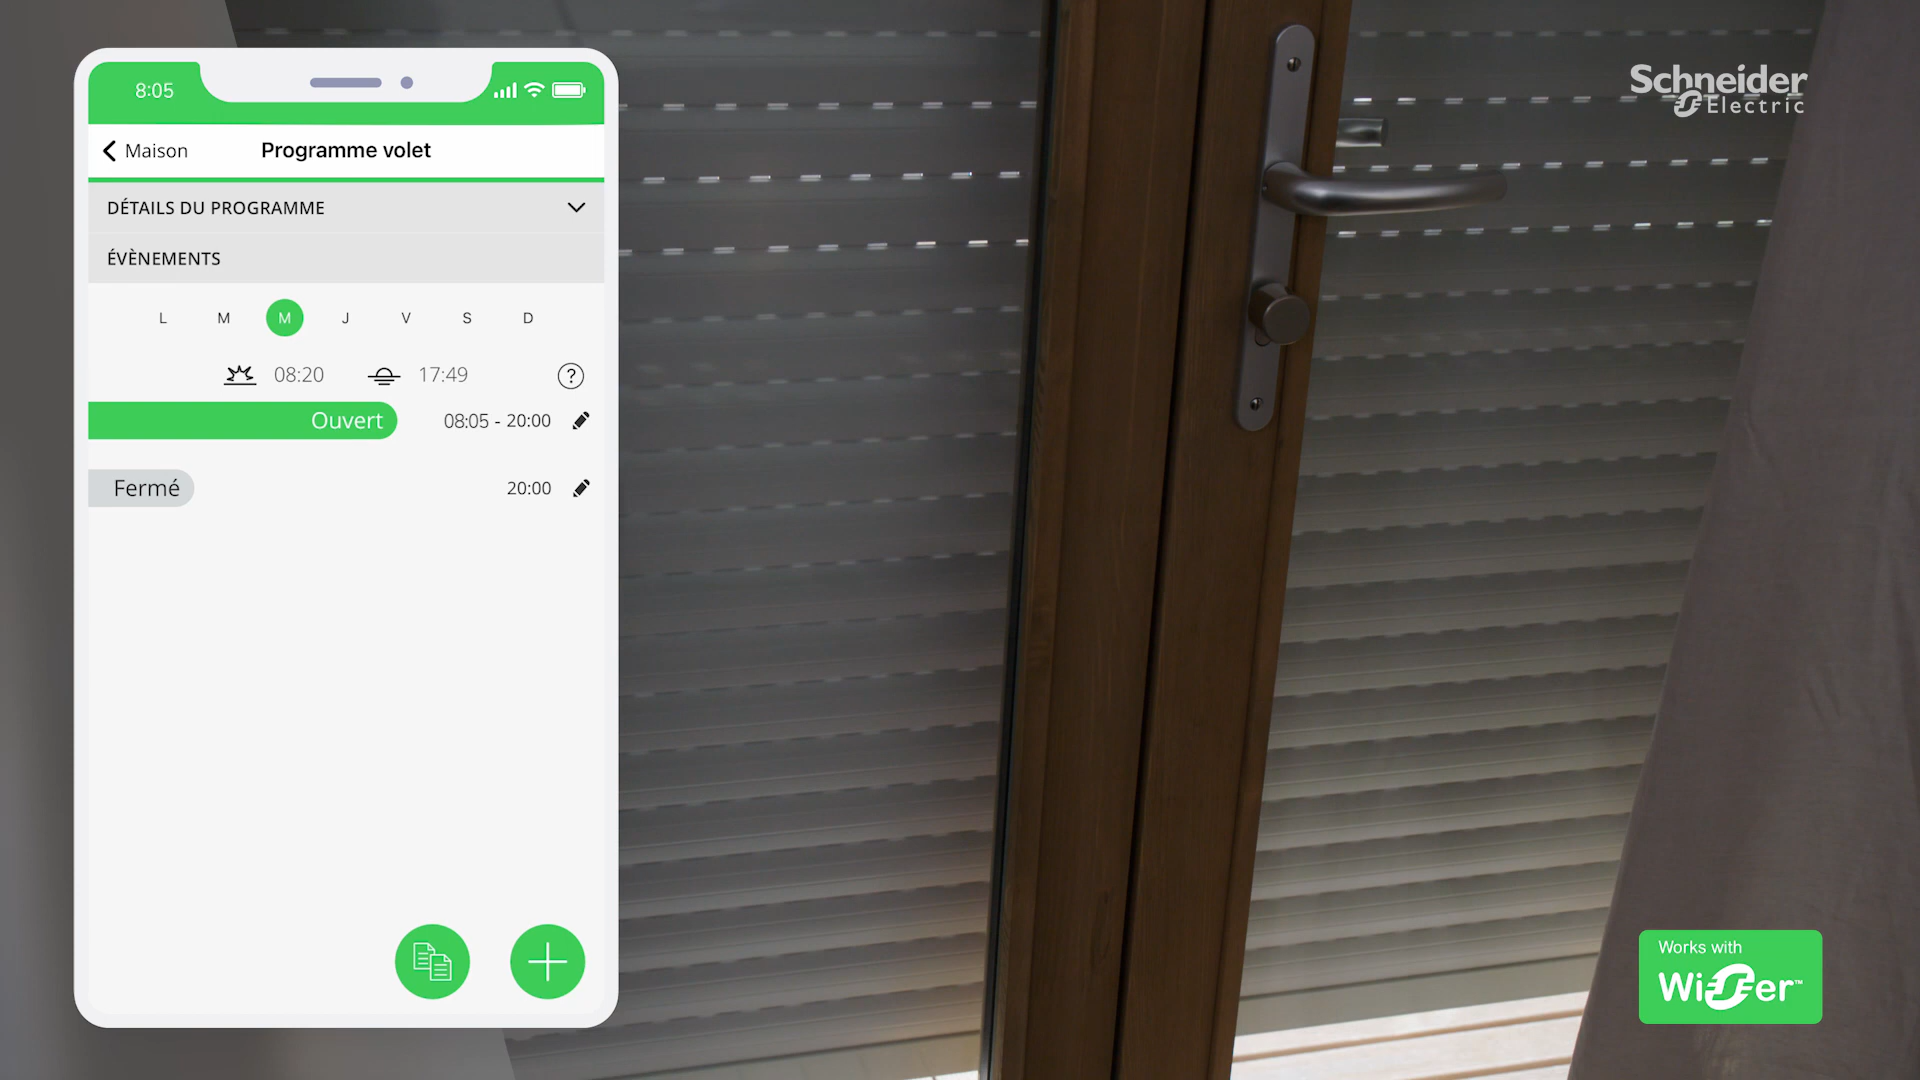 8:05
Maison
Programme volet
DÉTAILS DU PROGRAMME
ÉVÈNEMENTS
L M M J V S D
08:20 17:49 ?
Ouvert 08:05 - 20:00
Fermé 20:00
Schneider
Electric
Works with
Wiser™